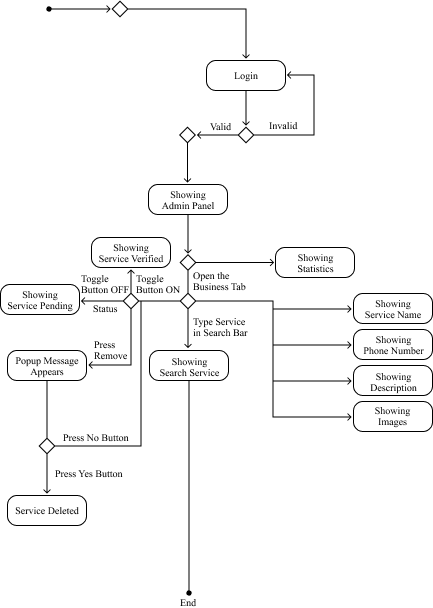 Login
Valid
Invalid
Showing
Admin Panel
Showing
Service Verified
Showing
Statistics
Open the
Business Tab
Toggle
Button OFF
Toggle
Button ON
Showing
Service Pending
Status
Showing
Service Name
Type Service
in Search Bar
Showing
Phone Number
Press
Remove
Popup Message
Appears
Showing
Search Service
Showing
Description
Showing
Images
Press No Button
Press Yes Button
Service Deleted
End